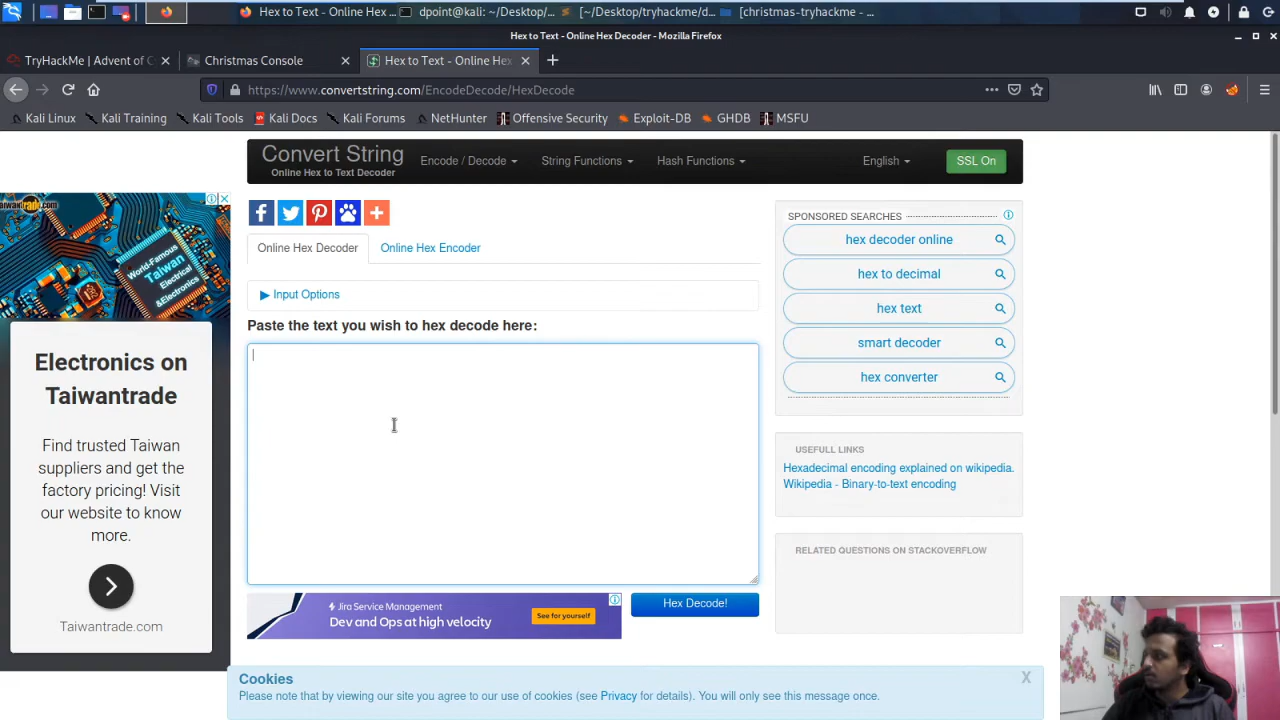 Hex to Text - Online Hex ...
dpoint@kali: ~/Desktop/...
[~/Desktop/tryhackme/d...
[christmas-tryhackme - ...
Hex to Text - Online Hex Decoder - Mozilla Firefox
TryHackMe | Advent of C
Christmas Console
Hex to Text - Online Hex
https://www.convertstring.com/EncodeDecode/HexDecode
Kali Linux
Kali Training
Kali Tools
Kali Docs
Kali Forums
NetHunter
Offensive Security
Exploit-DB
GHDB
MSFU
Convert String
Online Hex to Text Decoder
Encode / Decode
String Functions
Hash Functions
English
SSL On
Online Hex Decoder
Online Hex Encoder
Input Options
Paste the text you wish to hex decode here:
Hex Decode!
Jira Service Management
Dev and Ops at high velocity
See for yourself
SPONSORED SEARCHES
hex decoder online
hex to decimal
hex text
smart decoder
hex converter
USEFULL LINKS
Hexadecimal encoding explained on wikipedia.
Wikipedia - Binary-to-text encoding
RELATED QUESTIONS ON STACKOVERFLOW
World-Famous
Taiwan
Electronics
Electronics on
Taiwantrade
Find trusted Taiwan
suppliers and get the
factory pricing! Visit
our website to know
more.
Taiwantrade.com
Cookies
Please note that by viewing our site you agree to our use of cookies (see Privacy for details). You will only see this message once.
X